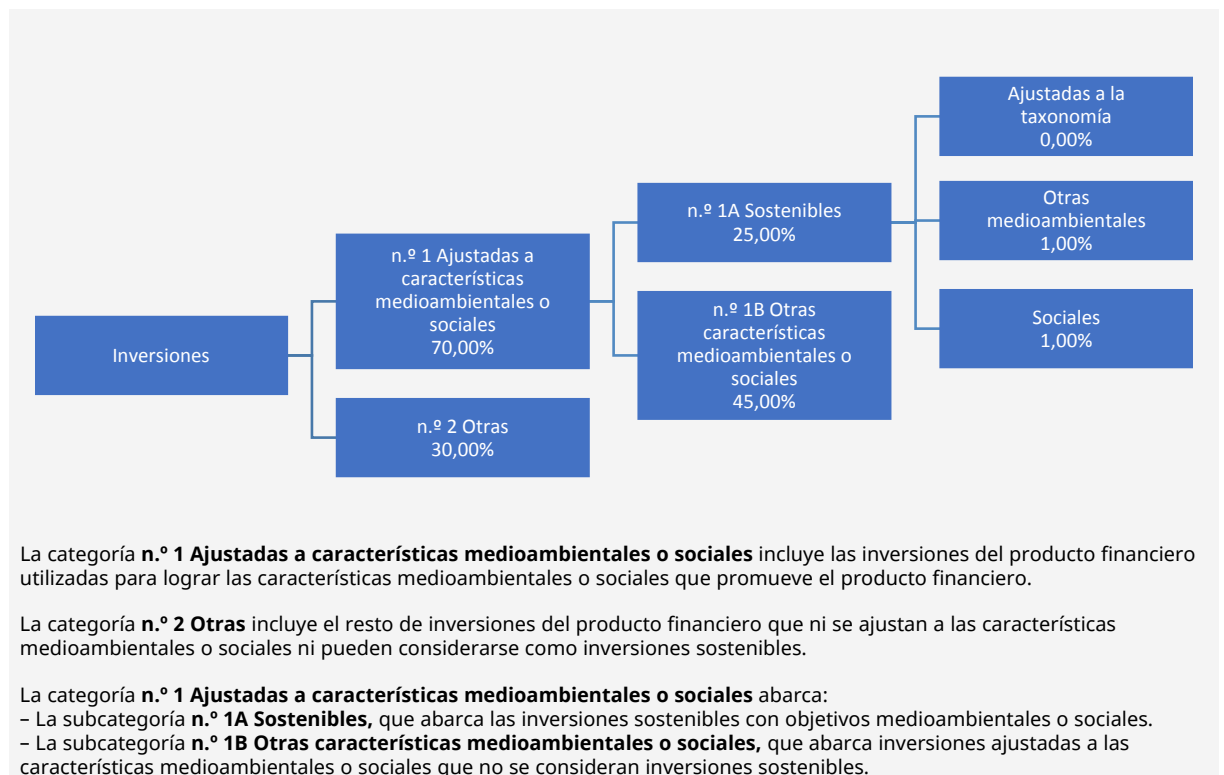 Inversiones
n.º 1 Ajustadas a
características
medioambientales o
sociales
70,00%
n.º 2 Otras
30,00%
n.º 1A Sostenibles
25,00%
n.º 1B Otras
características
medioambientales o
sociales
45,00%
Ajustadas a la
taxonomía
0,00%
Otras
medioambientales
1,00%
Sociales
1,00%
La categoría n.º 1 Ajustadas a características medioambientales o sociales incluye las inversiones del producto financiero
utilizadas para lograr las características medioambientales o sociales que promueve el producto financiero.
La categoría n.º 2 Otras incluye el resto de inversiones del producto financiero que ni se ajustan a las características
medioambientales o sociales ni pueden considerarse como inversiones sostenibles.
La categoría n.º 1 Ajustadas a características medioambientales o sociales abarca:
– La subcategoría n.º 1A Sostenibles, que abarca las inversiones sostenibles con objetivos medioambientales o sociales.
– La subcategoría n.º 1B Otras características medioambientales o sociales, que abarca inversiones ajustadas a las
características medioambientales o sociales que no se consideran inversiones sostenibles.